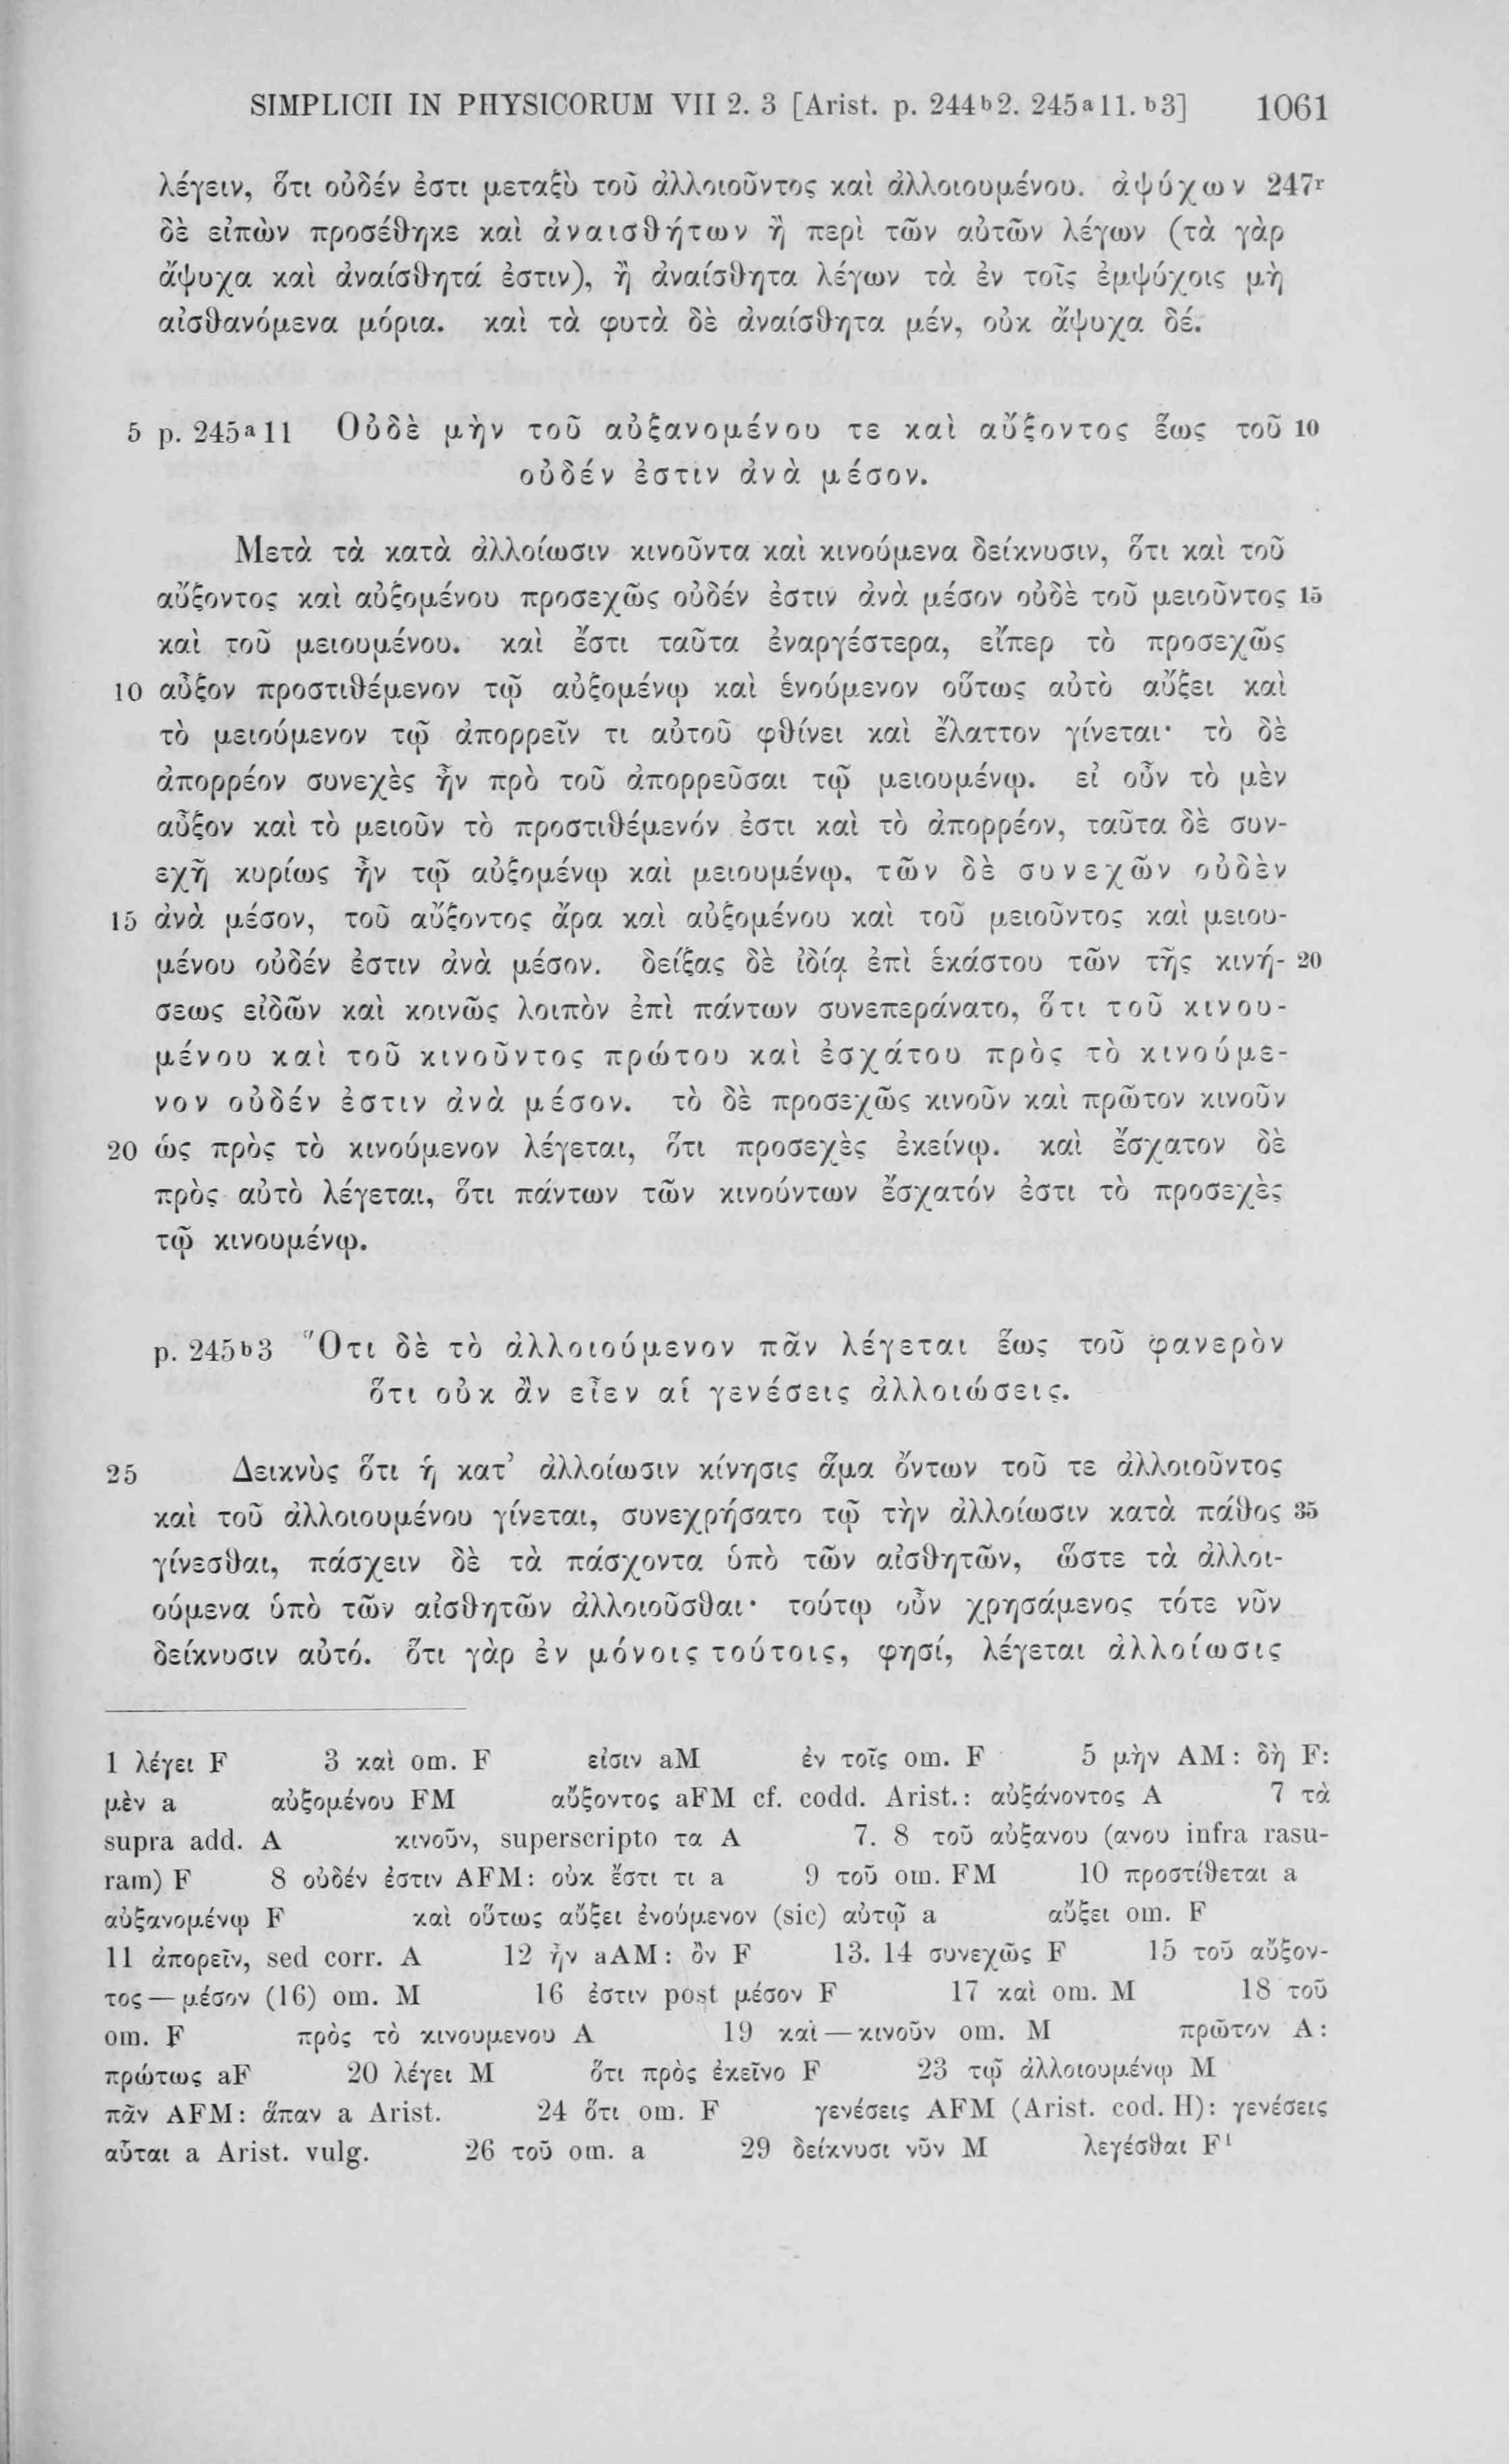 SIMPLICII IN PHYSICORUM VII 2. 3 [Arist. p. 244b2. 245a11. b3] 1061
λέγειν, ὅτι οὐδέν ἐστι μεταξὺ τοῦ ἀλλοιοῦντος καὶ ἀλλοιουμένου. ἀψύχων 247r
δὲ εἰπὼν προσέθηκε καὶ ἀναισθήτων ἢ περὶ τῶν αὐτῶν λέγων (τὰ γὰρ
ἄψυχα καὶ ἀναίσθητά ἐστιν), ἢ ἀναίσθητα λέγων τὰ ἐν τοῖς ἐμψύχοις μὴ
αἰσθανόμενα μόρια. καὶ τὰ φυτὰ δὲ ἀναίσθητα μέν, οὐκ ἄψυχα δέ.
5 p. 245a11 Οὐδὲ μὴν τοῦ αὐξανομένου τε καὶ αὔξοντος ἕως τοῦ 10
οὐδέν ἐστιν ἀνὰ μέσον.
Μετὰ τὰ κατὰ ἀλλοίωσιν κινοῦντα καὶ κινούμενα δείκνυσιν, ὅτι καὶ τοῦ
αὔξοντος καὶ αὐξομένου προσεχῶς οὐδέν ἐστιν ἀνὰ μέσον οὐδὲ τοῦ μειοῦντος 15
καὶ τοῦ μειουμένου. καὶ ἔστι ταῦτα ἐναργέστερα, εἴπερ τὸ προσεχῶς
10 αὖξον προστιθέμενον τῷ αὐξομένῳ καὶ ἑνούμενον οὕτως αὐτὸ αὔξει καὶ
τὸ μειούμενον τῷ ἀπορρεῖν τι αὐτοῦ φθίνει καὶ ἔλαττον γίνεται· τὸ δὲ
ἀπορρέον συνεχὲς ἦν πρὸ τοῦ ἀπορρεῦσαι τῷ μειουμένῳ. εἰ οὖν τὸ μὲν
αὖξον καὶ τὸ μειοῦν τὸ προστιθέμενόν ἐστι καὶ τὸ ἀπορρέον, ταῦτα δὲ συν-
εχῆ κυρίως ἦν τῷ αὐξομένῳ καὶ μειουμένῳ, τῶν δὲ συνεχῶν οὐδὲν
15 ἀνὰ μέσον, τοῦ αὔξοντος ἄρα καὶ αὐξομένου καὶ τοῦ μειοῦντος καὶ μειου-
μένου οὐδέν ἐστιν ἀνὰ μέσον. δείξας δὲ ἰδίᾳ ἐπὶ ἑκάστου τῶν τῆς κινή- 20
σεως εἰδῶν καὶ κοινῶς λοιπὸν ἐπὶ πάντων συνεπεράνατο, ὅτι τοῦ κινου-
μένου καὶ τοῦ κινοῦντος πρώτου καὶ ἐσχάτου πρὸς τὸ κινούμε-
νον οὐδέν ἐστιν ἀνὰ μέσον. τὸ δὲ προσεχῶς κινοῦν καὶ πρῶτον κινοῦν
20 ὡς πρὸς τὸ κινούμενον λέγεται, ὅτι προσεχὲς ἐκείνῳ. καὶ ἔσχατον δὲ
πρὸς αὐτὸ λέγεται, ὅτι πάντων τῶν κινούντων ἔσχατόν ἐστι τὸ προσεχὲς
τῷ κινουμένῳ.
p. 245b3 Ὅτι δὲ τὸ ἀλλοιούμενον πᾶν λέγεται ἕως τοῦ φανερὸν
ὅτι οὐκ ἂν εἶεν αἱ γενέσεις ἀλλοιώσεις.
25 Δεικνὺς ὅτι ἡ κατ’ ἀλλοίωσιν κίνησις ἅμα ὄντων τοῦ τε ἀλλοιοῦντος
καὶ τοῦ ἀλλοιουμένου γίνεται, συνεχρήσατο τῷ τὴν ἀλλοίωσιν κατὰ πάθος 35
γίνεσθαι, πάσχειν δὲ τὰ πάσχοντα ὑπὸ τῶν αἰσθητῶν, ὥστε τὰ ἀλλοι-
ούμενα ὑπὸ τῶν αἰσθητῶν ἀλλοιοῦσθαι· τούτῳ οὖν χρησάμενος τότε νῦν
δείκνυσιν αὐτό. ὅτι γὰρ ἐν μόνοις τούτοις, φησί, λέγεται ἀλλοίωσις
1 λέγει F 3 καὶ om. F εἰσιν aM ἐν τοῖς om. F 5 μὴν AM: δὴ F:
μὲν a αὐξομένου FM αὔξοντος aFM cf. codd. Arist.: αὐξάνοντος A 7 τὰ
supra add. A κινοῦν, superscripto τα A 7. 8 τοῦ αὐξανου (ανου infra rasu-
ram) F 8 οὐδέν ἐστιν AFM: οὐκ ἔστι τι a 9 τοῦ om. FM 10 προστίθεται a
αὐξανομένῳ F καὶ οὕτως αὔξει ἑνούμενον (sic) αὐτῷ a αὔξει om. F
11 ἀπορεῖν, sed corr. A 12 ἦν aAM: ὂν F 13. 14 συνεχῶς F 15 τοῦ αὔξον-
τος — μέσον (16) om. M 16 ἐστιν post μέσον F 17 καὶ om. M 18 τοῦ
om. F πρὸς τὸ κινουμενου A 19 καὶ — κινοῦν om. M πρῶτον A:
πρώτως aF 20 λέγει M ὅτι πρὸς ἐκεῖνο F 23 τῷ ἀλλοιουμένῳ M
πᾶν AFM: ἅπαν a Arist. 24 ὅτι om. F γενέσεις AFM (Arist. cod. H): γενέσεις
αὗται a Arist. vulg. 26 τοῦ om. a 29 δείκνυσι νῦν M λεγέσθαι F¹